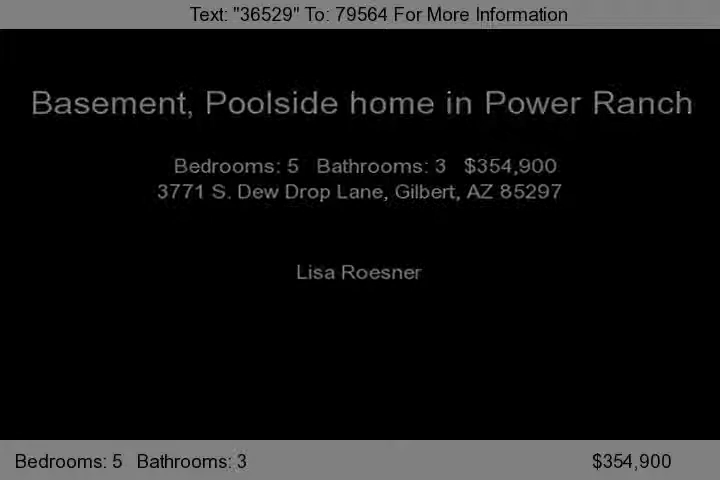 Text: "36529" To: 79564 For More Information
Basement, Poolside home in Power Ranch
Bedrooms: 5 Bathrooms: 3 $354,900
3771 S. Dew Drop Lane, Gilbert, AZ 85297
Lisa Roesner
Bedrooms: 5 Bathrooms: 3 $354,900